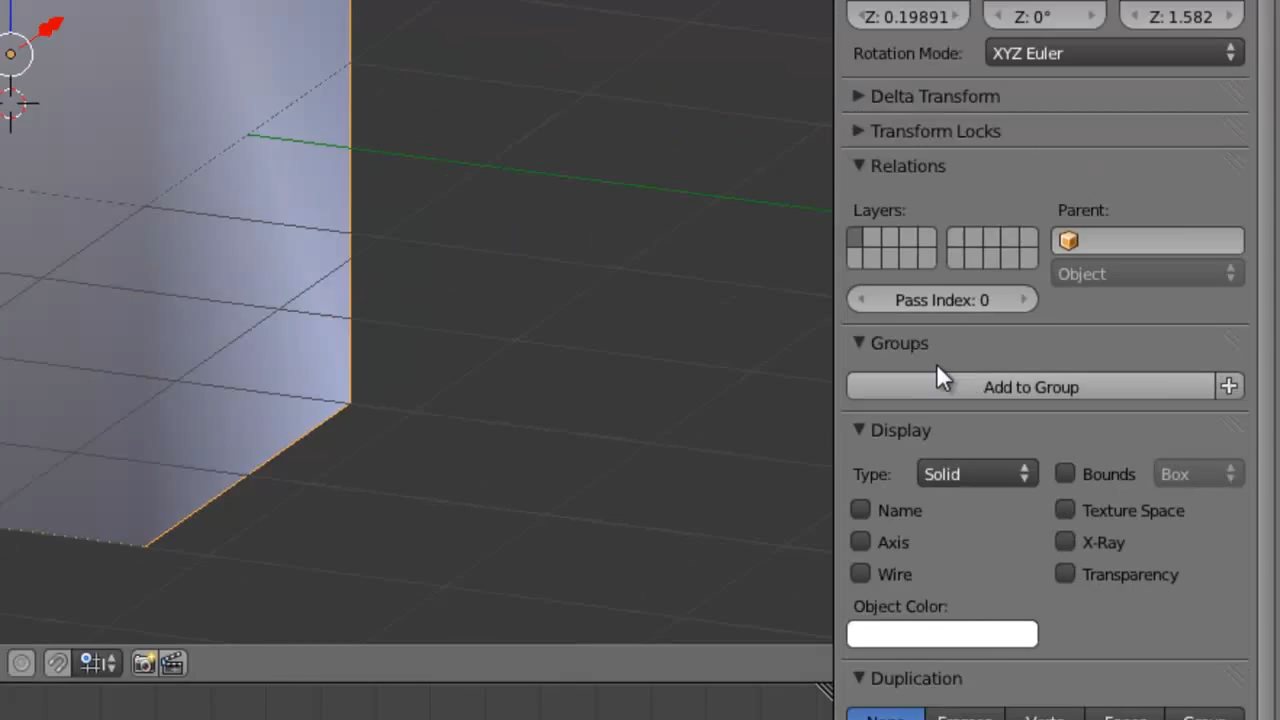 Z: 0.19891 Z: 0° Z: 1.582
Rotation Mode: XYZ Euler
Delta Transform
Transform Locks
Relations
Layers: Parent:
Object
Pass Index: 0
Groups
Add to Group
Display
Type: Solid Bounds Box
Name Texture Space
Axis X-Ray
Wire Transparency
Object Color:
Duplication